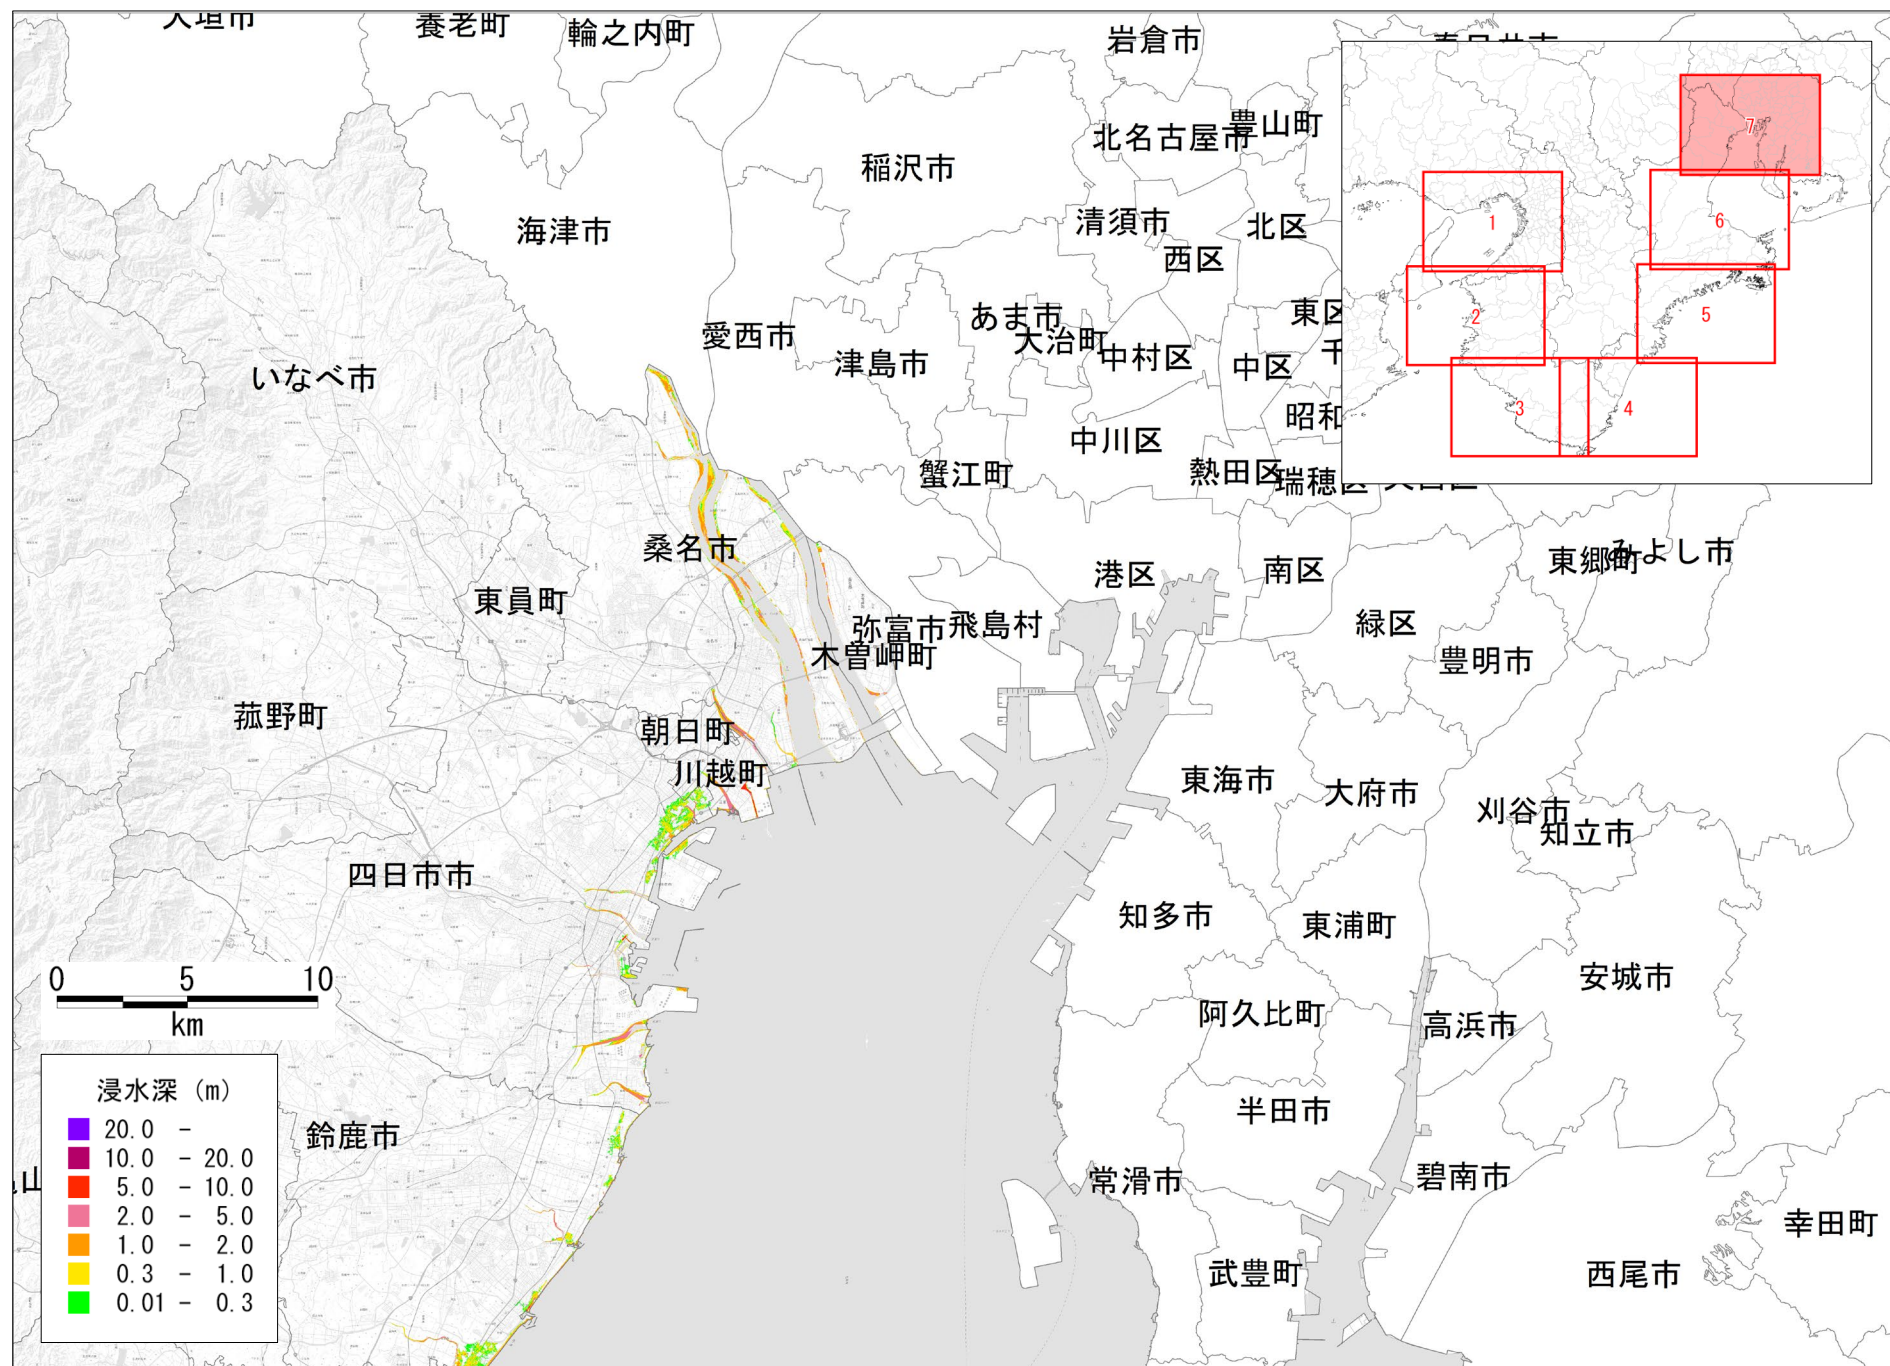 大垣市
養老町
輪之内町
岩倉市
春日井市
豊山町
北名古屋市
稲沢市
海津市
清須市
北区
西区
あま市
東区
愛西市
大治町
津島市
中村区
中区
いなべ市
昭和
中川区
蟹江町
熱田区
瑞穂区
桑名市
東郷町
みよし市
港区
南区
東員町
弥富市
飛島村
緑区
木曽岬町
豊明市
菰野町
朝日町
川越町
東海市
大府市
刈谷市
知立市
四日市市
知多市
東浦町
安城市
阿久比町
高浜市
半田市
鈴鹿市
常滑市
碧南市
幸田町
武豊町
西尾市
7
1
6
2
5
3
4
0 5 10
km
浸水深 (m)
20.0 -
10.0 - 20.0
5.0 - 10.0
2.0 - 5.0
1.0 - 2.0
0.3 - 1.0
0.01 - 0.3